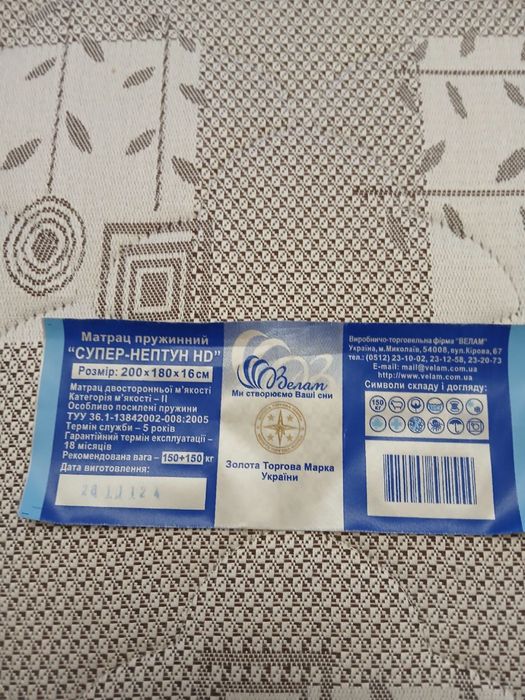 Матрац пружинний
"СУПЕР-НЕПТУН HD"
Розмір: 200х180х16см
Матрац двосторонньої м'якості
Категорія м'якості – II
Особливо посилені пружини
ТУУ 36.1-13842002-008:2005
Термін служби – 5 років
Гарантійний термін експлуатації –
18 місяців
Рекомендована вага – 150+150 кг
Дата виготовлення:
Велам
Ми створюємо Ваші сни
Золота Торгова Марка
України
Виробничо-торговельна фірма "ВЕЛАМ"
Україна, м.Миколаїв, 54008, вул.Кірова, 67
тел.: (0512) 23-10-02, 23-12-58, 23-20-73
E-mail: mail@velam.com.ua
http://www.velam.com.ua
Символи складу і догляду:
150
кг